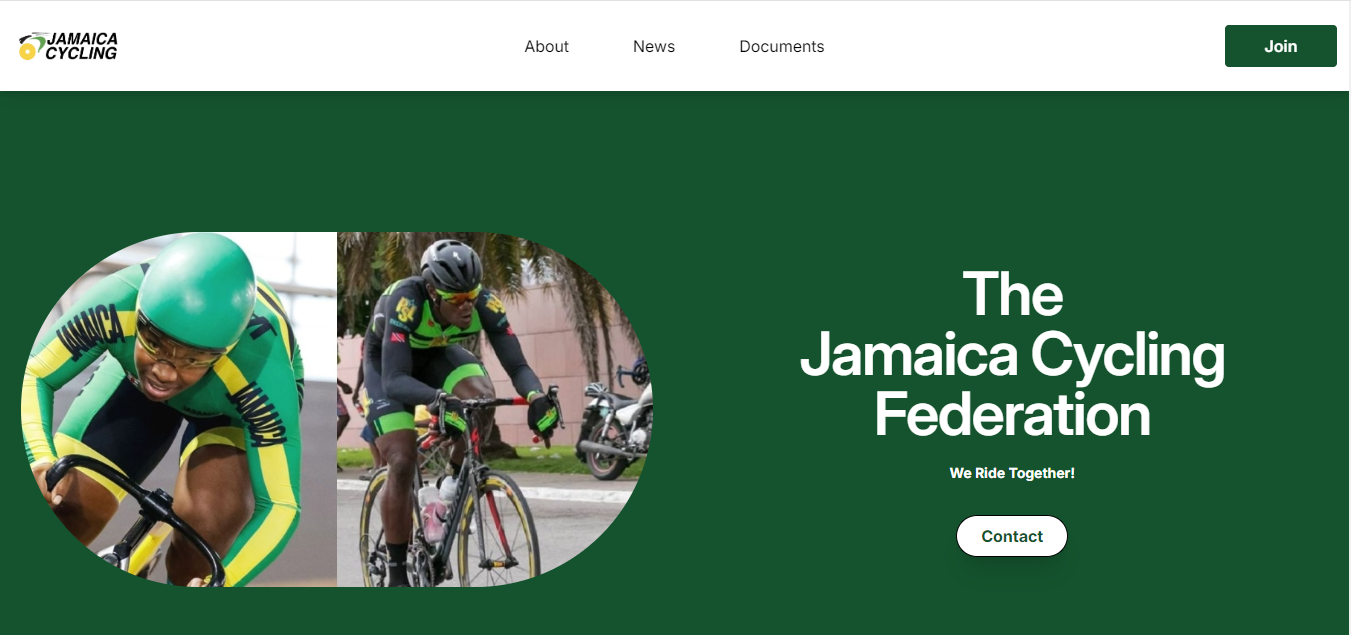 JAMAICA
CYCLING
About
News
Documents
Join
JAMAICA
JAMAICA
The
Jamaica Cycling
Federation
We Ride Together!
Contact